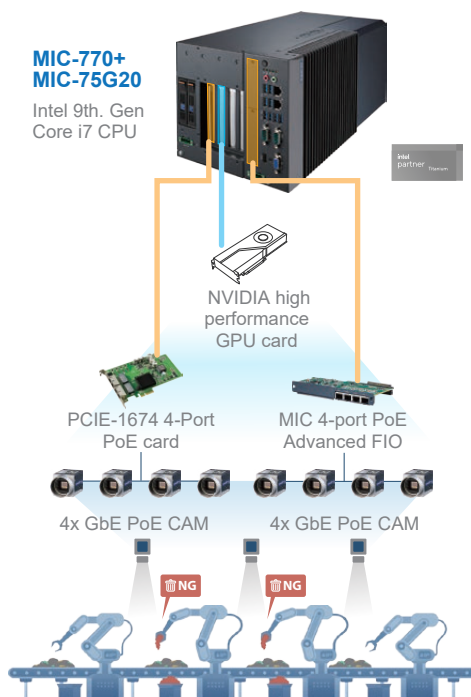 MIC-770+
MIC-75G20
Intel 9th. Gen
Core i7 CPU
intel
partner
Titanium
NVIDIA high
performance
GPU card
PCIE-1674 4-Port
PoE card
MIC 4-port PoE
Advanced FIO
4x GbE PoE CAM
4x GbE PoE CAM
NG
NG